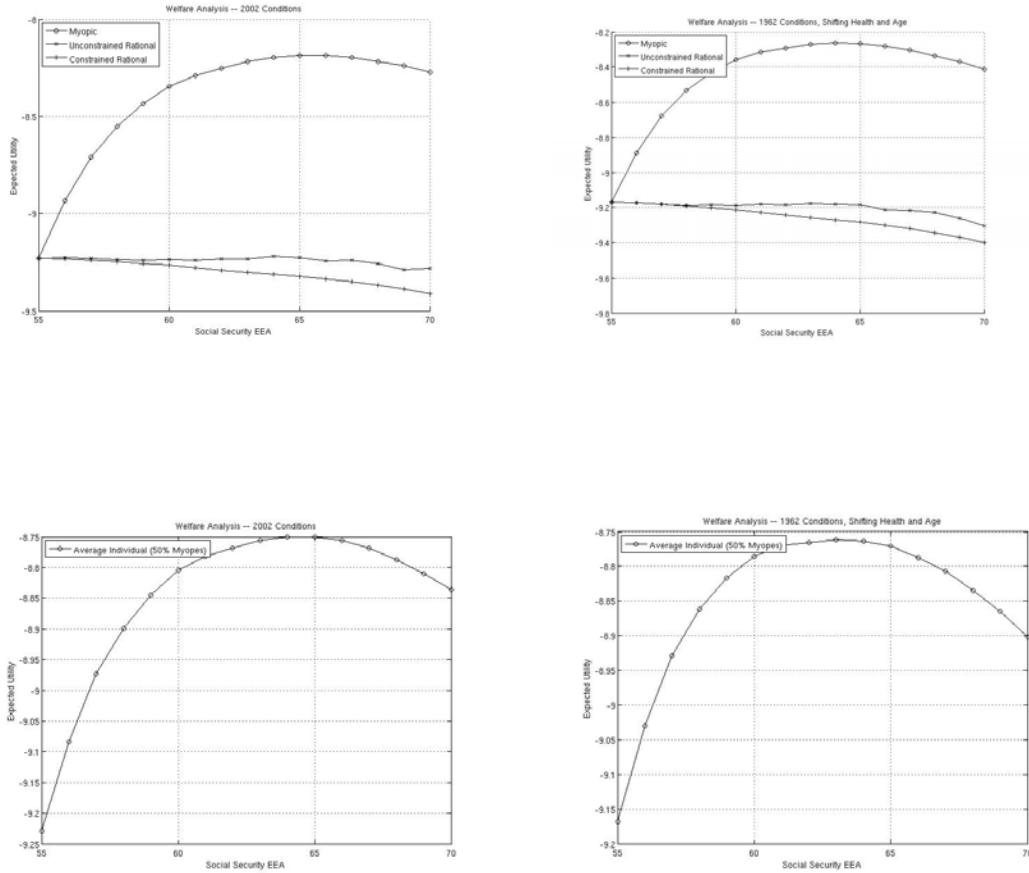 Welfare Analysis -- 2002 Conditions
-8
-8.5
-9
-9.5
Expected Utility
Myopic
Unconstrained Rational
Constrained Rational
55
60
65
70
Social Security EEA
Welfare Analysis -- 1962 Conditions, Shifting Health and Age
-8.2
-8.4
-8.6
-8.8
-9
-9.2
-9.4
-9.6
-9.8
Expected Utility
Myopic
Unconstrained Rational
Constrained Rational
55
60
65
70
Social Security EEA
Welfare Analysis -- 2002 Conditions
-8.75
-8.8
-8.85
-8.9
-8.95
-9
-9.05
-9.1
-9.15
-9.2
-9.25
Expected Utility
Average Individual (50% Myopes)
55
60
65
70
Social Security EEA
Welfare Analysis -- 1962 Conditions, Shifting Health and Age
-8.75
-8.8
-8.85
-8.9
-8.95
-9
-9.05
-9.1
-9.15
-9.2
Expected Utility
Average Individual (50% Myopes)
55
60
65
70
Social Security EEA